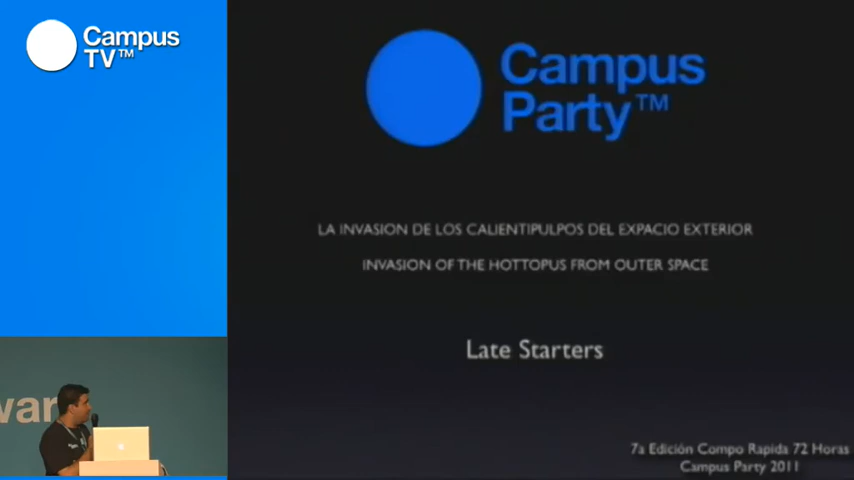 Campus
TV™
Campus
Party™
LA INVASION DE LOS CALIENTIPULPOS DEL EXPACIO EXTERIOR
INVASION OF THE HOTTOPUS FROM OUTER SPACE
Late Starters
7a Edición Compo Rapida 72 Horas
Campus Party 2011